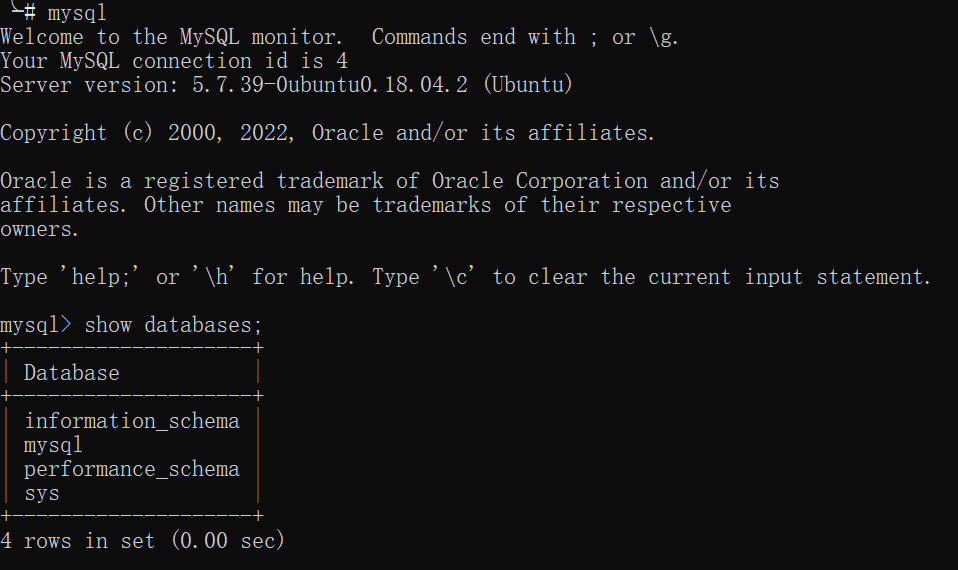 ╰─# mysql
Welcome to the MySQL monitor.  Commands end with ; or \g.
Your MySQL connection id is 4
Server version: 5.7.39-0ubuntu0.18.04.2 (Ubuntu)
Copyright (c) 2000, 2022, Oracle and/or its affiliates.
Oracle is a registered trademark of Oracle Corporation and/or its
affiliates. Other names may be trademarks of their respective
owners.
Type 'help;' or '\h' for help. Type '\c' to clear the current input statement.
mysql> show databases;
+--------------------+
| Database           |
+--------------------+
| information_schema |
| mysql              |
| performance_schema |
| sys                |
+--------------------+
4 rows in set (0.00 sec)